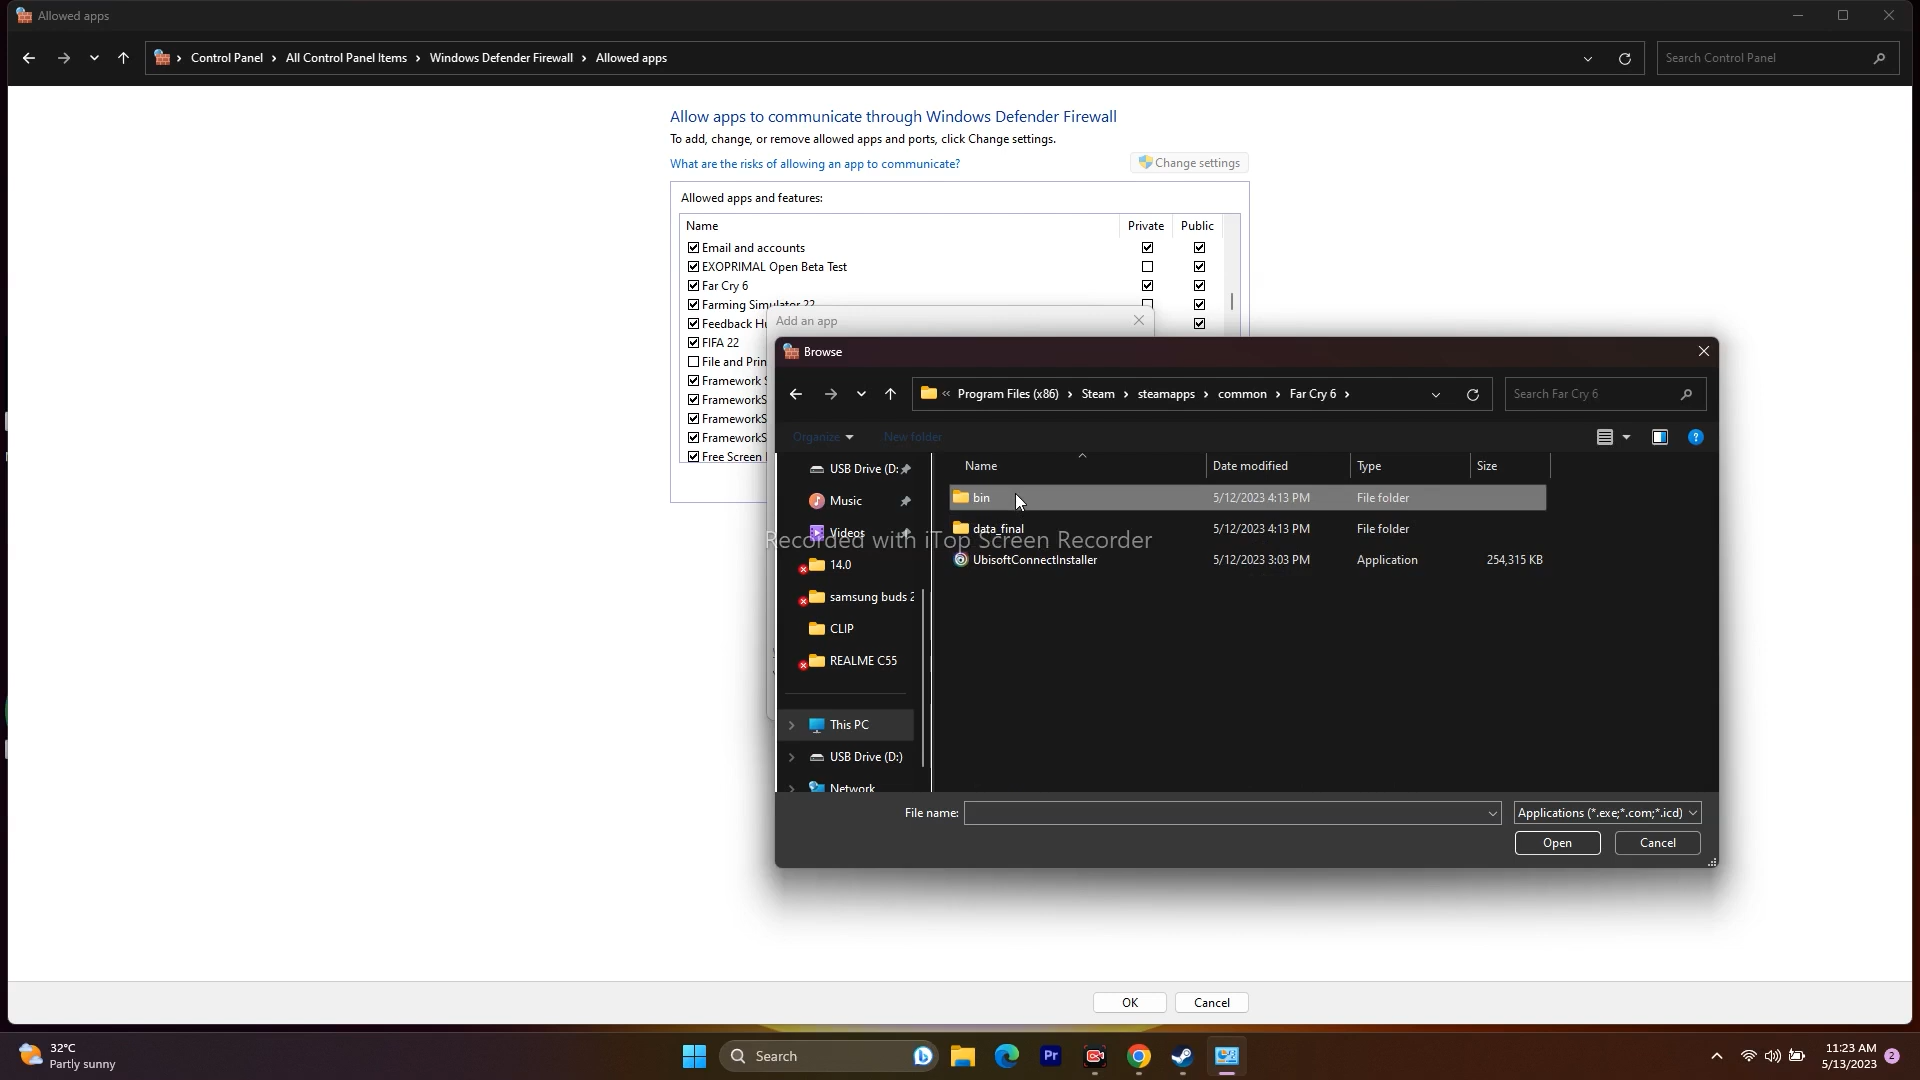 Allowed apps
Control Panel > All Control Panel Items > Windows Defender Firewall > Allowed apps
Search Control Panel
Allow apps to communicate through Windows Defender Firewall
To add, change, or remove allowed apps and ports, click Change settings.
What are the risks of allowing an app to communicate?
Change settings
Allowed apps and features:
Name Private Public
Email and accounts
EXOPRIMAL Open Beta Test
Far Cry 6
Farming Simulator 22
Feedback Hu
FIFA 22
File and Prin
Framework S
FrameworkS
FrameworkS
FrameworkS
Free Screen
Add an app
Browse
« Program Files (x86) > Steam > steamapps > common > Far Cry 6 >
Search Far Cry 6
Organize New folder
Name Date modified Type Size
bin 5/12/2023 4:13 PM File folder
data_final 5/12/2023 4:13 PM File folder
UbisoftConnectInstaller 5/12/2023 3:03 PM Application 254,315 KB
USB Drive (D:
Music
Videos
14.0
samsung buds 2
CLIP
REALME C55
This PC
USB Drive (D:)
Network
Recorded with iTop Screen Recorder
File name:
Applications (*.exe;*.com;*.icd)
Open Cancel
OK Cancel
32°C
Partly sunny
Search
Pr
11:23 AM
5/13/2023
2